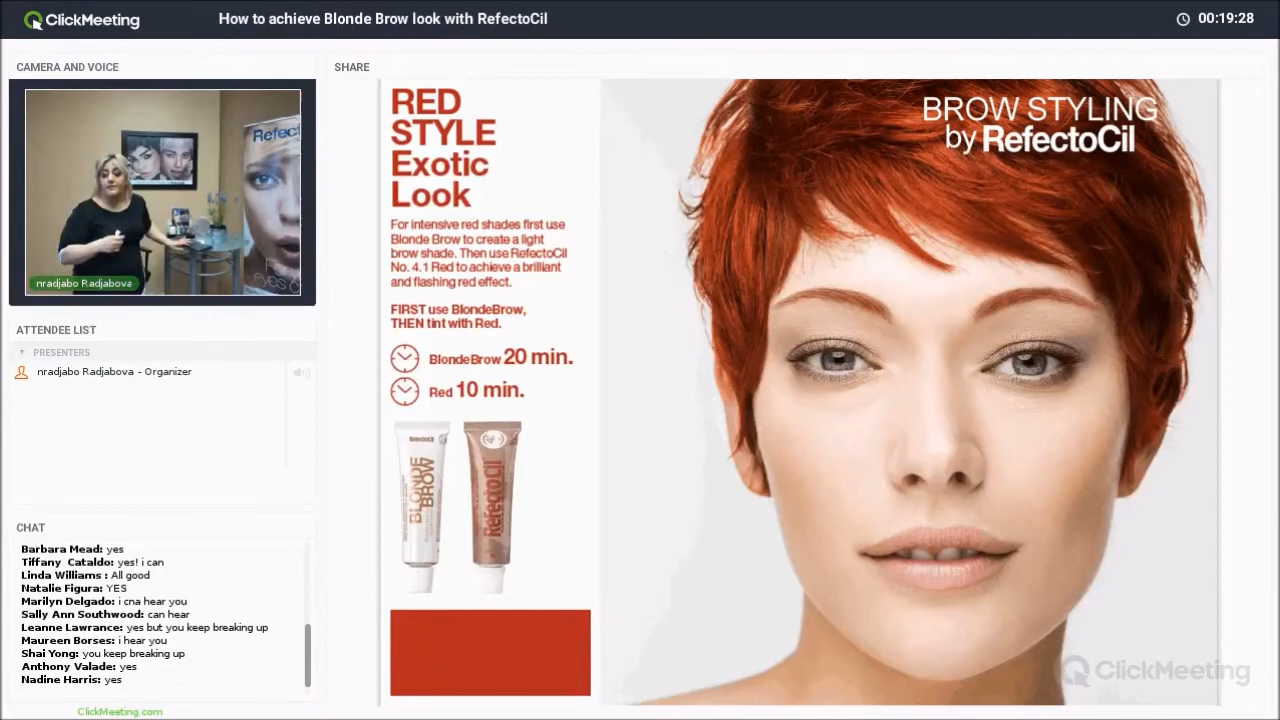 ClickMeeting
How to achieve Blonde Brow look with RefectoCil
00:19:28
CAMERA AND VOICE
Refect
nradjabo Radjabova
ATTENDEE LIST
PRESENTERS
nradjabo Radjabova - Organizer
CHAT
Barbara Mead: yes
Tiffany Cataldo: yes! i can
Linda Williams : All good
Natalie Figura: YES
Marilyn Delgado: i cna hear you
Sally Ann Southwood: can hear
Leanne Lawrance: yes but you keep breaking up
Maureen Borses: i hear you
Shai Yong: you keep breaking up
Anthony Valade: yes
Nadine Harris: yes
ClickMeeting.com
SHARE
RED
STYLE
Exotic
Look
For intensive red shades first use
Blonde Brow to create a light
brow shade. Then use RefectoCil
No. 4.1 Red to achieve a brilliant
and flashing red effect.
FIRST use BlondeBrow,
THEN tint with Red.
BlondeBrow 20 min.
Red 10 min.
RefectoCil
BLONDE
BROW
RefectoCil
BROW STYLING
by RefectoCil
ClickMeeting